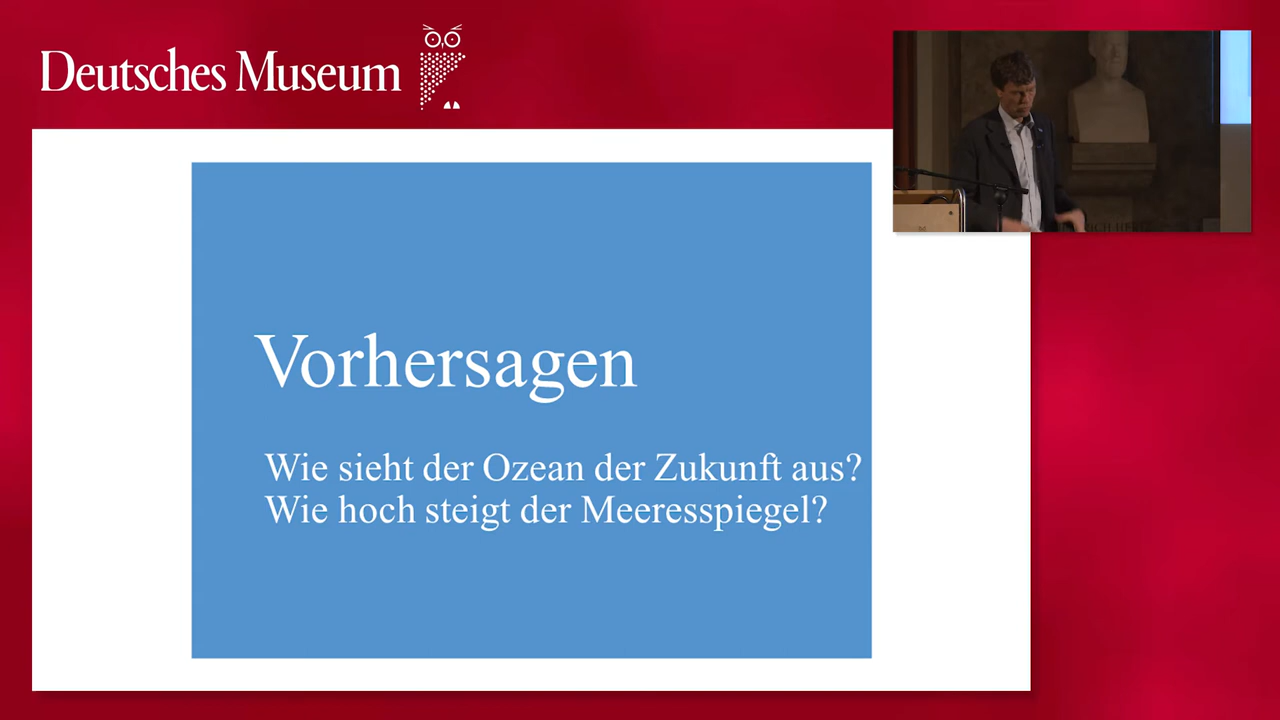 Deutsches Museum
Vorhersagen
Wie sieht der Ozean der Zukunft aus?
Wie hoch steigt der Meeresspiegel?